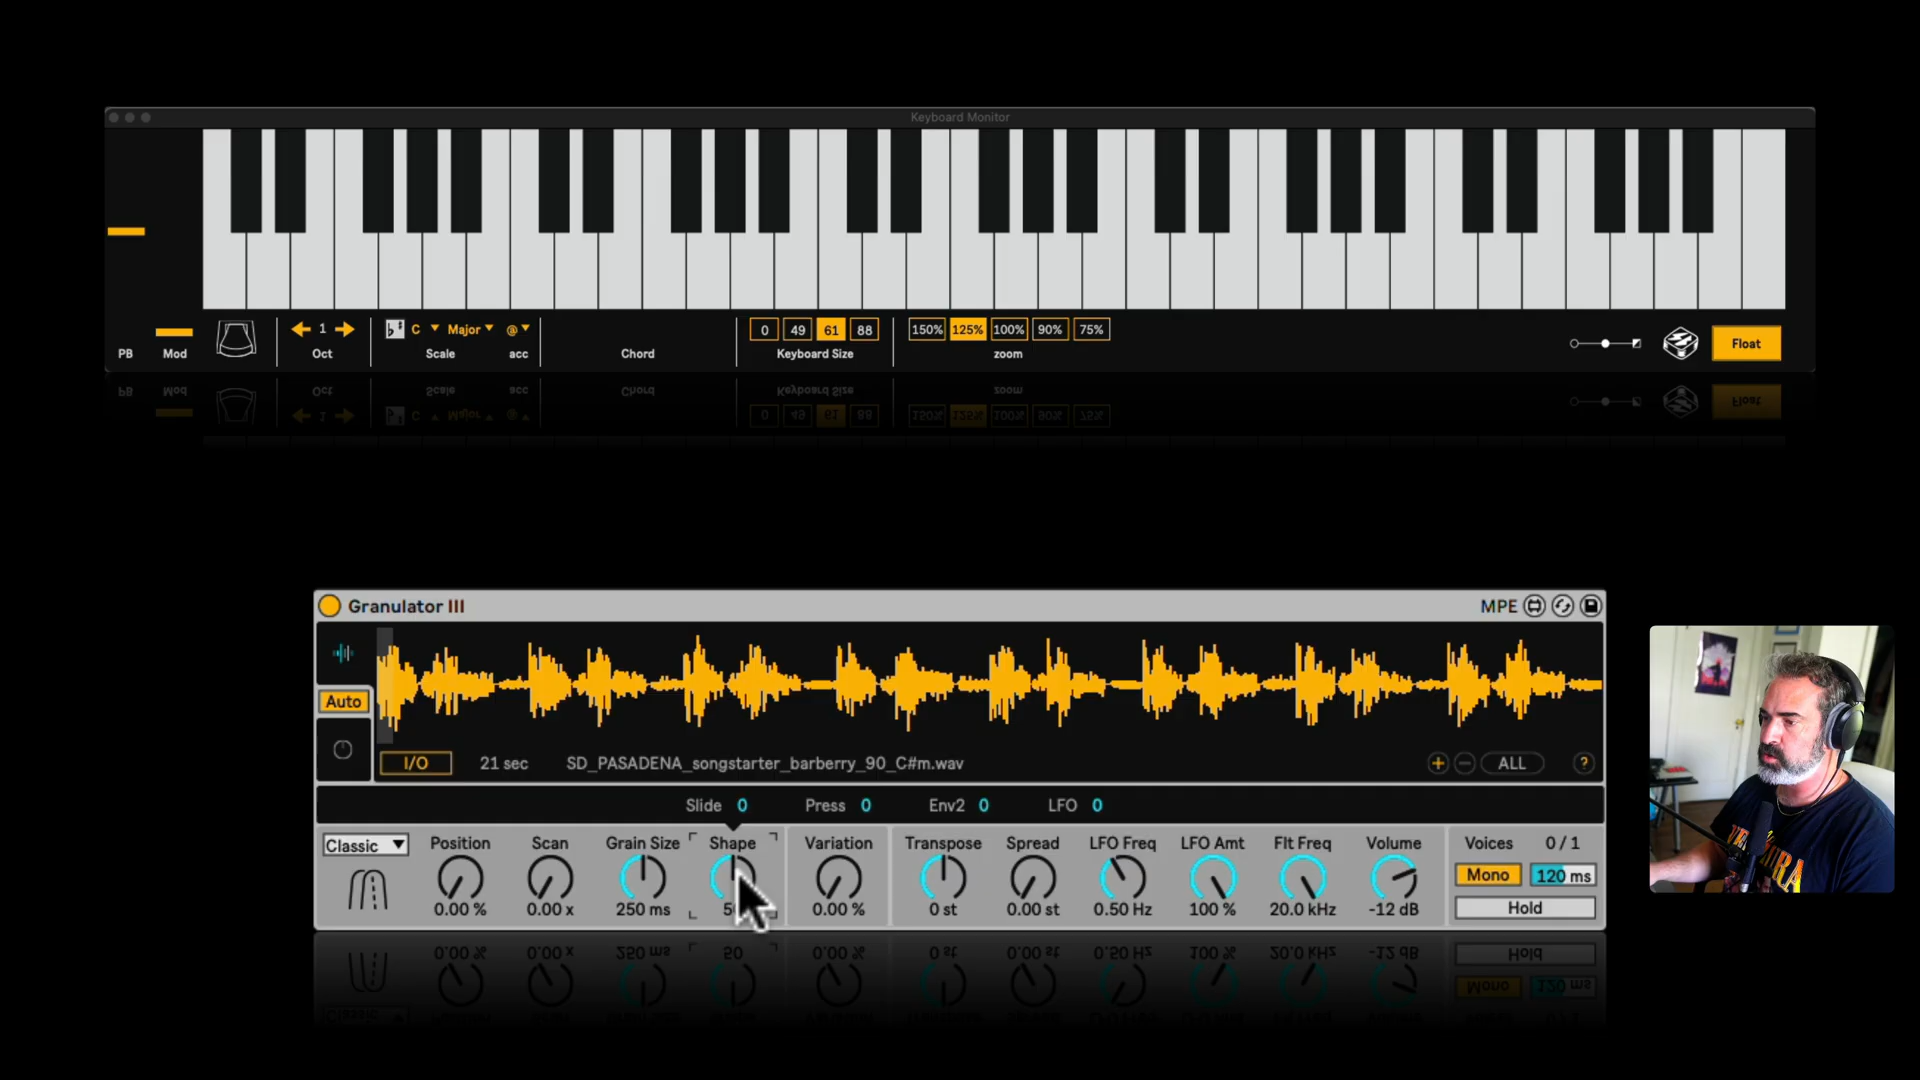 Keyboard Monitor
PB
Mod
1
Oct
C
Major
Scale
acc
Chord
0 49 61 88
Keyboard Size
150% 125% 100% 90% 75%
zoom
Float
Granulator III
MPE
Auto
I/O
21 sec
SD_PASADENA_songstarter_barberry_90_C#m.wav
ALL
?
Slide 0 Press 0 Env2 0 LFO 0
Classic
Position Scan Grain Size Shape Variation Transpose Spread LFO Freq LFO Amt Flt Freq Volume
0.00 % 0.00 x 250 ms 0.00 % 0 st 0.00 st 0.50 Hz 100 % 20.0 kHz -12 dB
Voices 0 / 1
Mono 120 ms
Hold